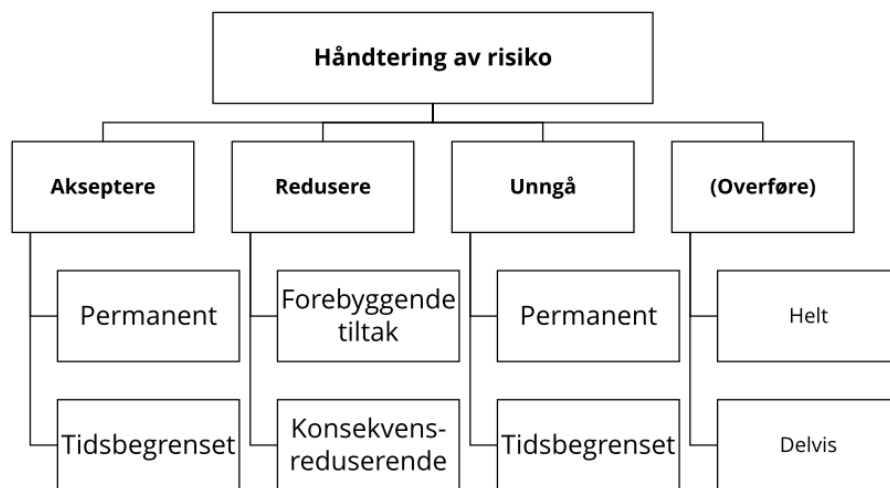 Håndtering av risiko
Akseptere
Redusere
Unngå
(Overføre)
Permanent
Forebyggende
tiltak
Permanent
Helt
Tidsbegrenset
Konsekvens-
reduserende
Tidsbegrenset
Delvis